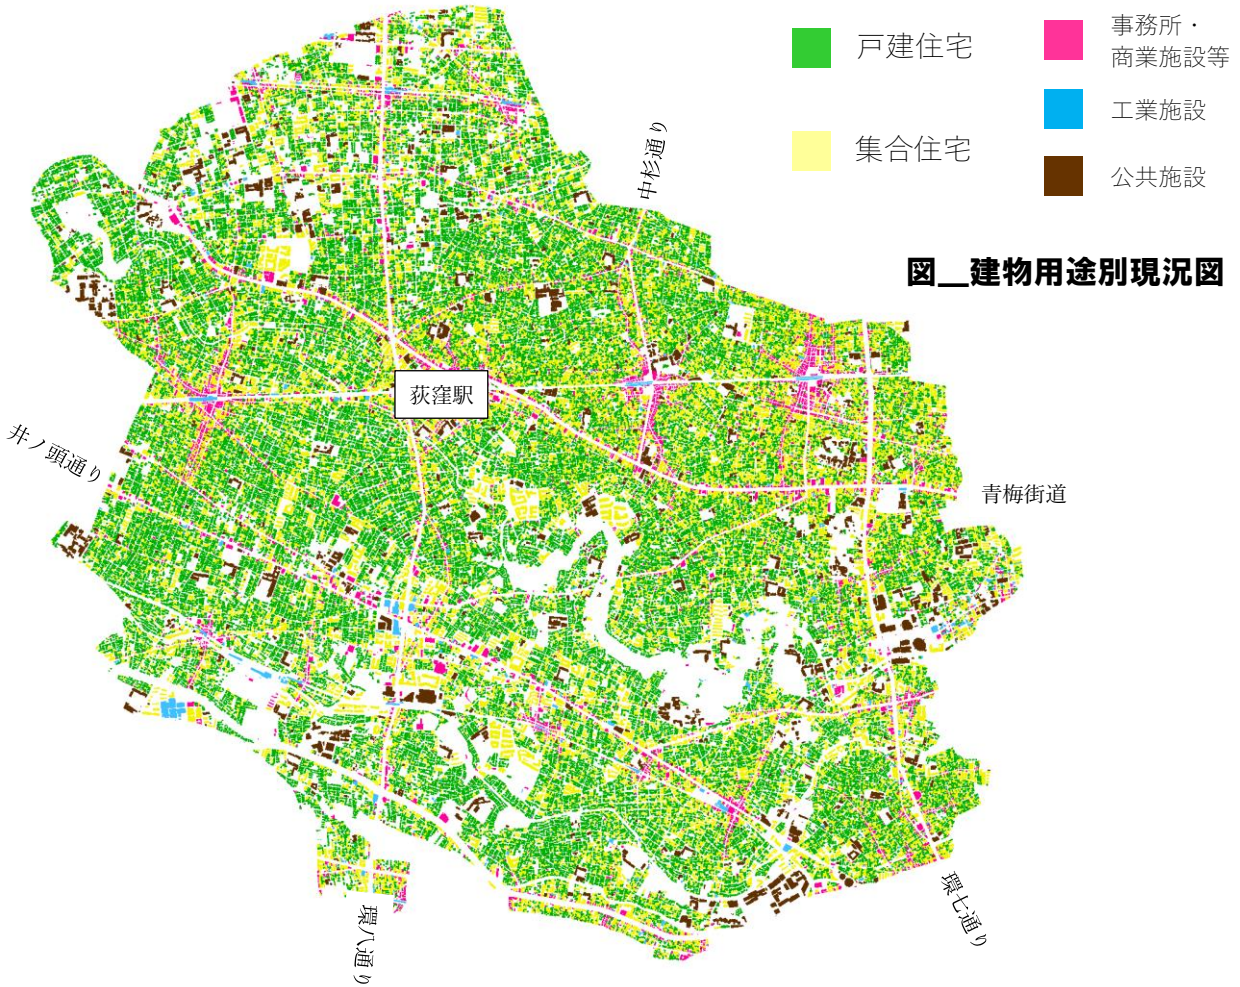 戸建住宅
集合住宅
事務所・
商業施設等
工業施設
公共施設
図__建物用途別現況図
中杉通り
荻窪駅
井ノ頭通り
青梅街道
環七通り
環八通り